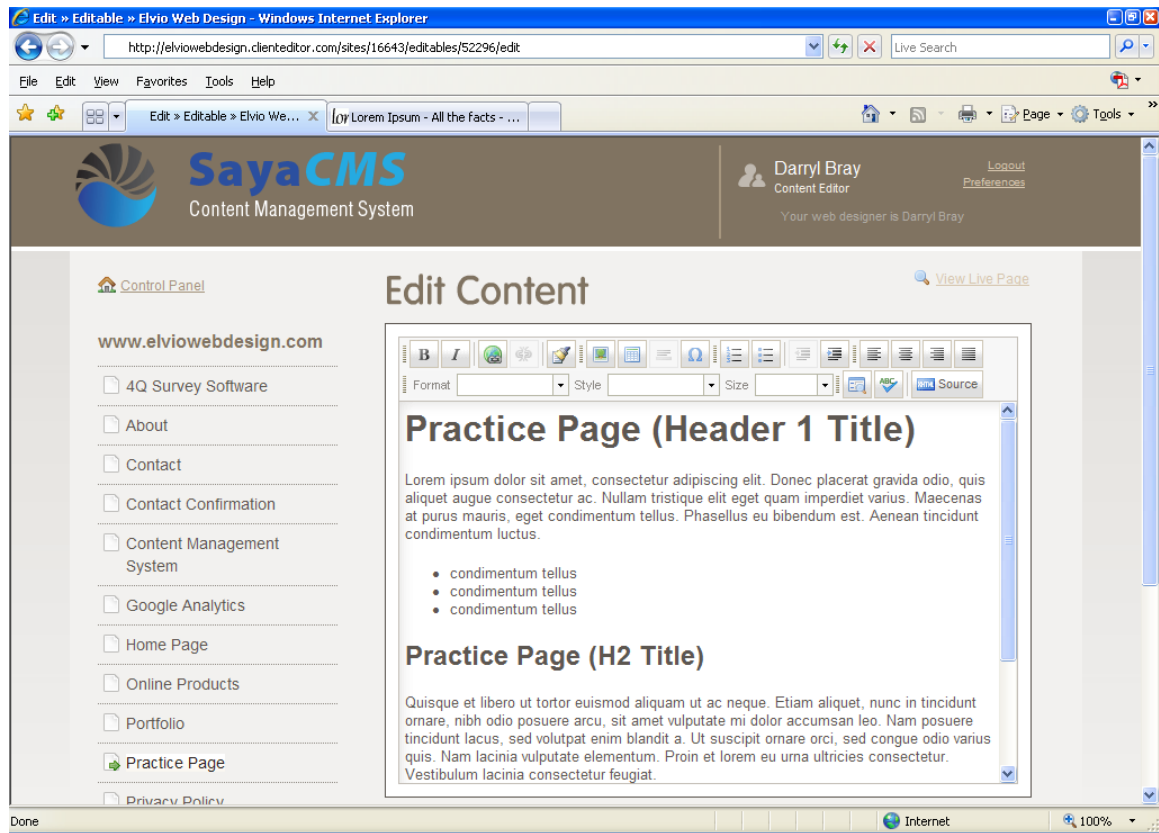 Edit » Editable » Elvio Web Design - Windows Internet Explorer
http://elviowebdesign.clienteditor.com/sites/16643/editables/52296/edit
Live Search
File Edit View Favorites Tools Help
Edit » Editable » Elvio We... X
lor Lorem Ipsum - All the facts - ...
Page Tools »
SayaCMS
Content Management System
Darryl Bray
Content Editor
Logout
Preferences
Your web designer is Darryl Bray
Control Panel
www.elviowebdesign.com
4Q Survey Software
About
Contact
Contact Confirmation
Content Management
System
Google Analytics
Home Page
Online Products
Portfolio
Practice Page
Privacy Policy
Edit Content
View Live Page
B I Ω
Format Style Size ABC Source
Practice Page (Header 1 Title)
Lorem ipsum dolor sit amet, consectetur adipiscing elit. Donec placerat gravida odio, quis
aliquet augue consectetur ac. Nullam tristique elit eget quam imperdiet varius. Maecenas
at purus mauris, eget condimentum tellus. Phasellus eu bibendum est. Aenean tincidunt
condimentum luctus.
• condimentum tellus
• condimentum tellus
• condimentum tellus
Practice Page (H2 Title)
Quisque et libero ut tortor euismod aliquam ut ac neque. Etiam aliquet, nunc in tincidunt
ornare, nibh odio posuere arcu, sit amet vulputate mi dolor accumsan leo. Nam posuere
tincidunt lacus, sed volutpat enim blandit a. Ut suscipit ornare orci, sed congue odio varius
quis. Nam lacinia vulputate elementum. Proin et lorem eu urna ultricies consectetur.
Vestibulum lacinia consectetur feugiat.
Done
Internet
100%